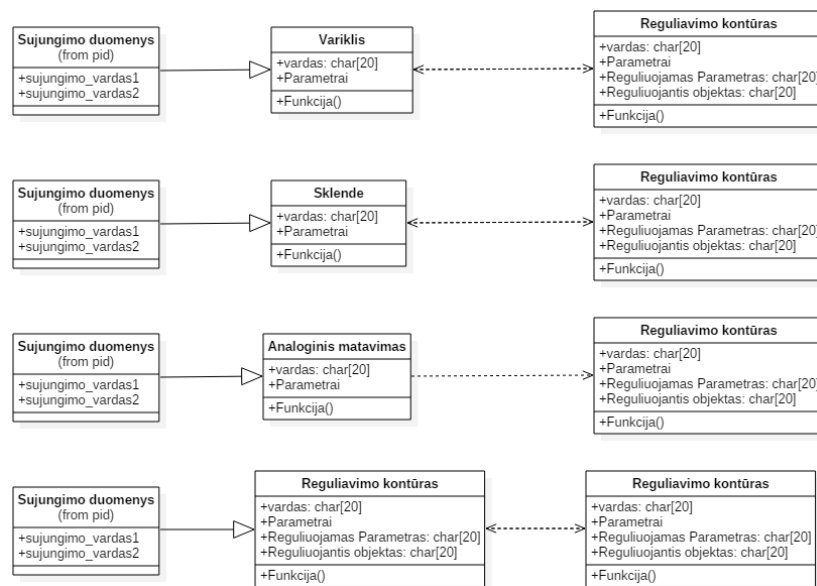 Sujungimo duomenys
(from pid)
+sujungimo_vardas1
+sujungimo_vardas2
Variklis
+vardas: char[20]
+Parametrai
+Funkcija()
Reguliavimo kontūras
+vardas: char[20]
+Parametrai
+Reguliuojamas Parametras: char[20]
+Reguliuojantis objektas: char[20]
+Funkcija()
Sujungimo duomenys
(from pid)
+sujungimo_vardas1
+sujungimo_vardas2
Sklende
+vardas: char[20]
+Parametrai
+Funkcija()
Reguliavimo kontūras
+vardas: char[20]
+Parametrai
+Reguliuojamas Parametras: char[20]
+Reguliuojantis objektas: char[20]
+Funkcija()
Sujungimo duomenys
(from pid)
+sujungimo_vardas1
+sujungimo_vardas2
Analoginis matavimas
+vardas: char[20]
+Parametrai
+Funkcija()
Reguliavimo kontūras
+vardas: char[20]
+Parametrai
+Reguliuojamas Parametras: char[20]
+Reguliuojantis objektas: char[20]
+Funkcija()
Sujungimo duomenys
(from pid)
+sujungimo_vardas1
+sujungimo_vardas2
Reguliavimo kontūras
+vardas: char[20]
+Parametrai
+Reguliuojamas Parametras: char[20]
+Reguliuojantis objektas: char[20]
+Funkcija()
Reguliavimo kontūras
+vardas: char[20]
+Parametrai
+Reguliuojamas Parametras: char[20]
+Reguliuojantis objektas: char[20]
+Funkcija()